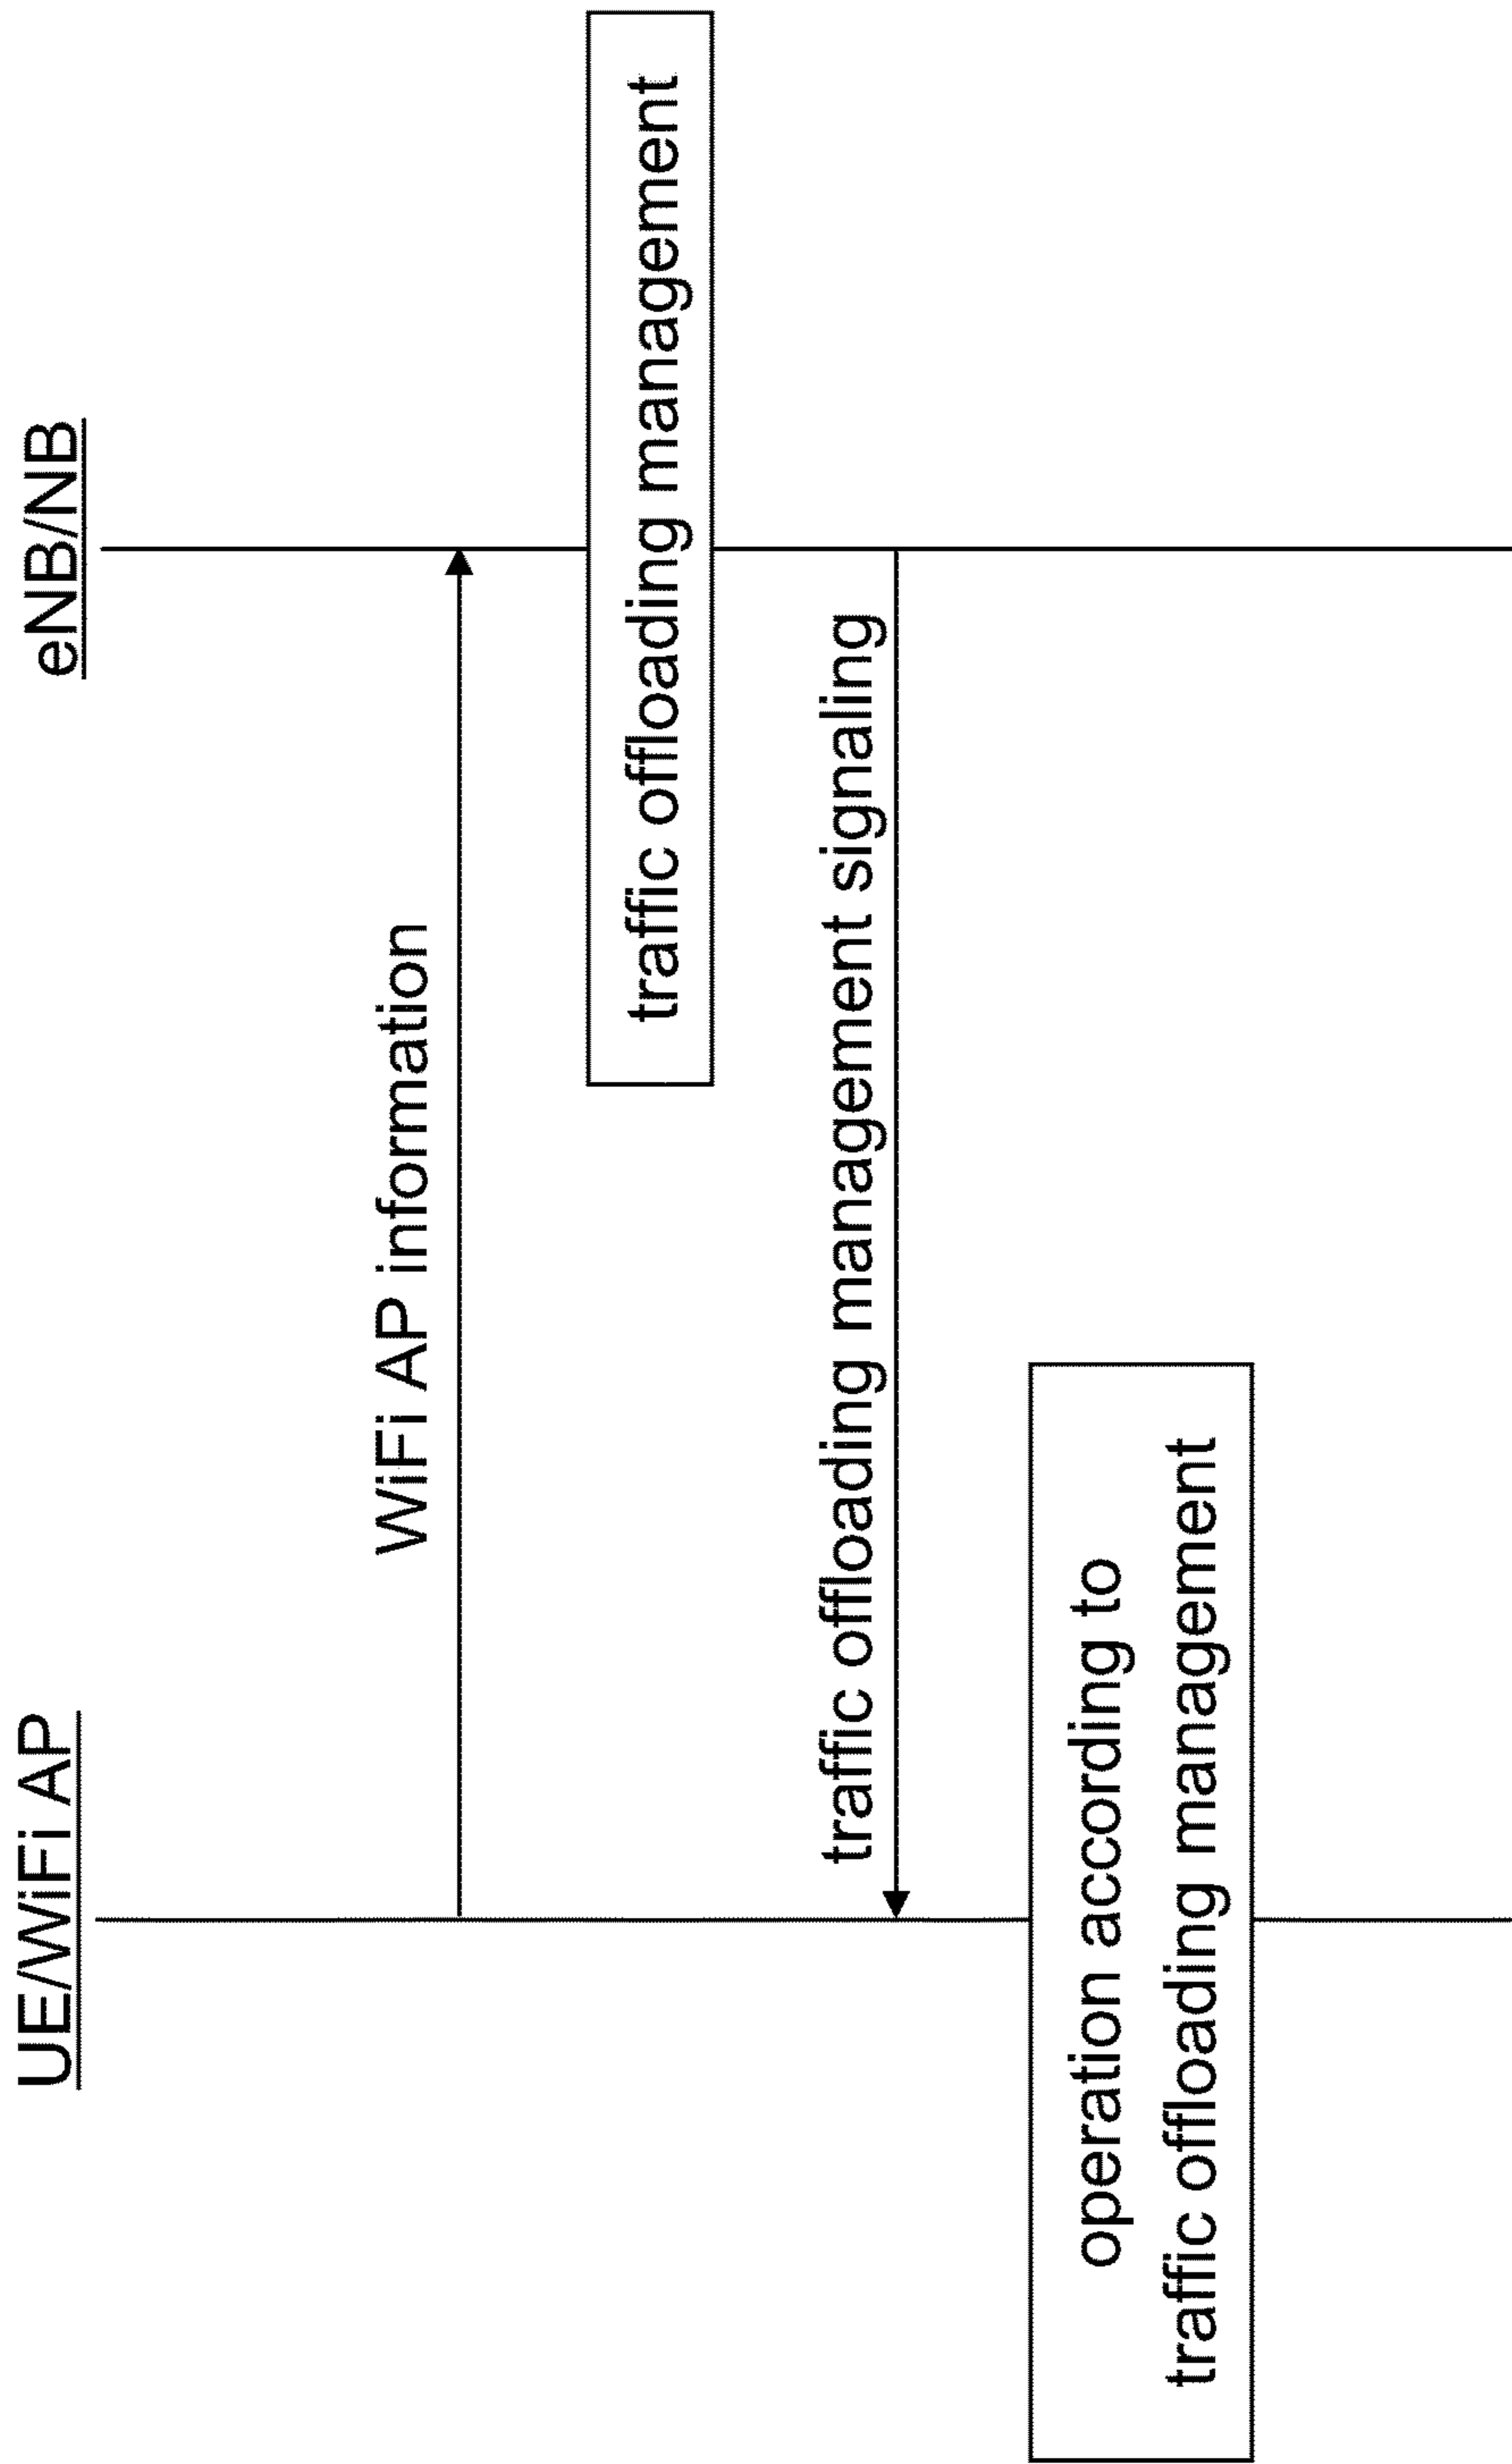 UE/WiFi AP
eNB/NB
WiFi AP information
traffic offloading management
traffic offloading management signaling
operation according to
traffic offloading management